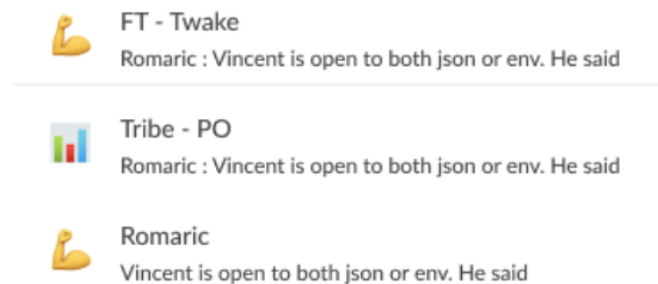 FT - Twake
Romaric : Vincent is open to both json or env. He said
Tribe - PO
Romaric : Vincent is open to both json or env. He said
Romaric
Vincent is open to both json or env. He said